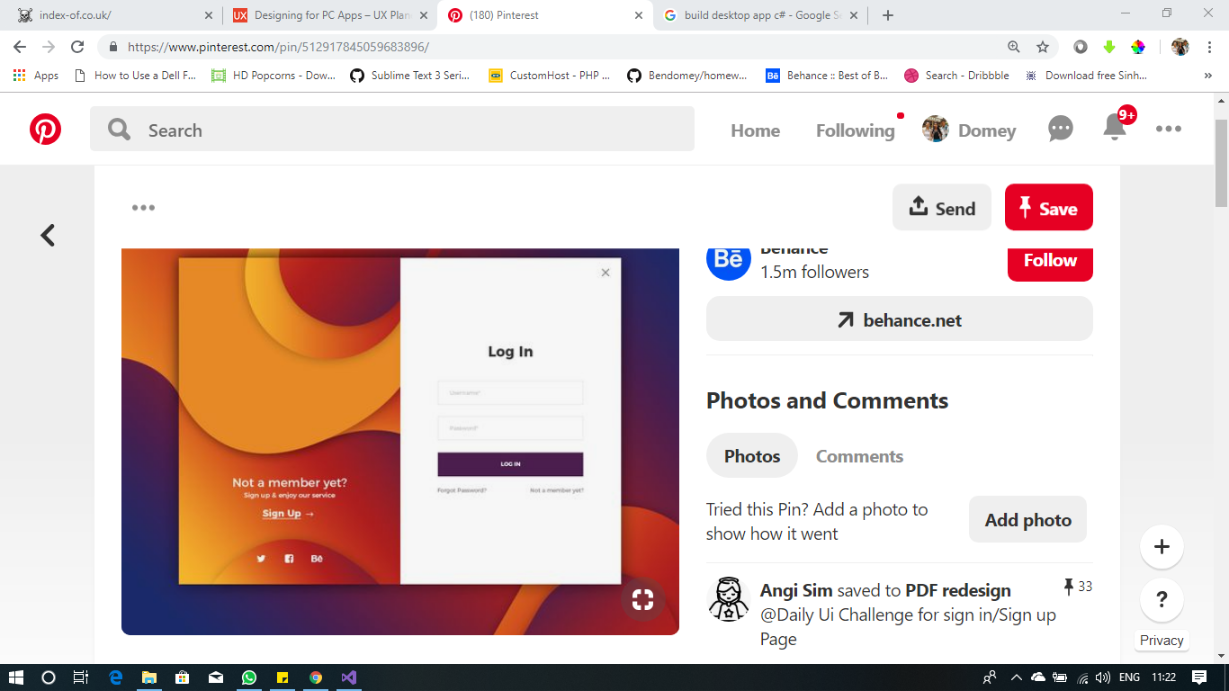 index-of.co.uk/
Designing for PC Apps – UX Plan
(180) Pinterest
build desktop app c# - Google Se
https://www.pinterest.com/pin/512917845059683896/
Apps
How to Use a Dell F...
HD Popcorns - Dow...
Sublime Text 3 Seri...
CustomHost - PHP ...
Bendomey/homew...
Behance :: Best of B...
Search - Dribbble
Download free Sinh...
Search
Home
Following
Domey
9+
Send
Save
Behance
1.5m followers
Follow
behance.net
Log In
Username*
Password*
LOG IN
Forgot Password?
Not a member yet?
Not a member yet?
Sign up & enjoy our service
Sign Up →
Bē
Photos and Comments
Photos
Comments
Tried this Pin? Add a photo to
show how it went
Add photo
Angi Sim saved to PDF redesign
33
@Daily Ui Challenge for sign in/Sign up
Page
+
?
Privacy
ENG
11:22